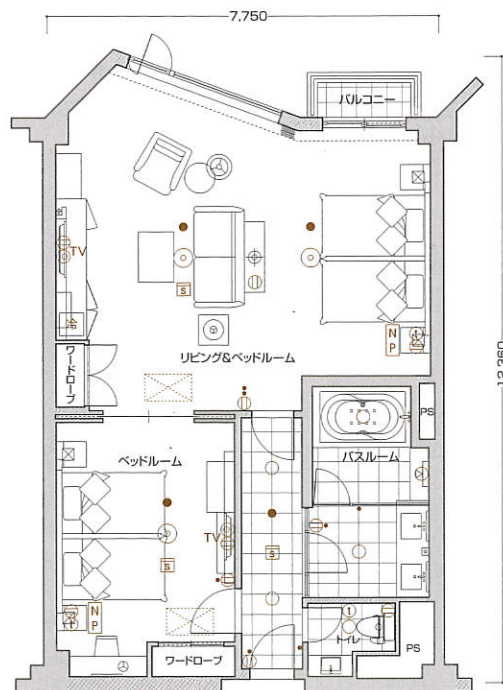 7,750
バルコニー
TV
冷
N
P
t
s
12,360
リビング&ベッドルーム
ワードローブ
PS
ベッドルーム
バスルーム
TV
s
s
N
P
t
t
トイレ
PS
ワードローブ